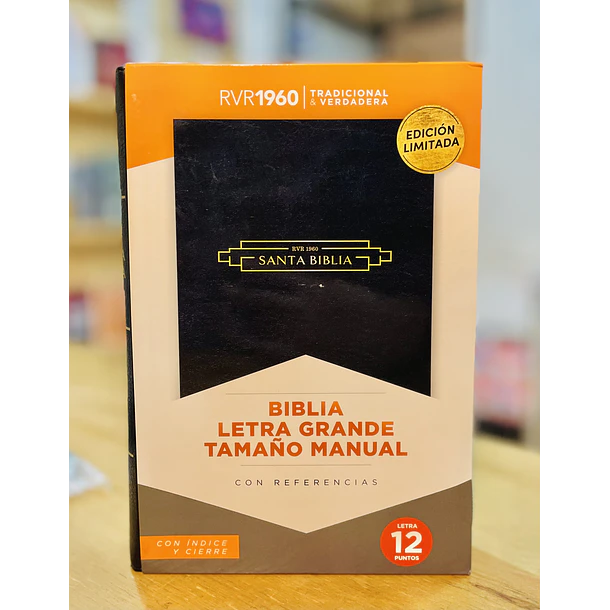 RVR1960 | TRADICIONAL
& VERDADERA
EDICIÓN
LIMITADA
RVR 1960
SANTA BIBLIA
BIBLIA
LETRA GRANDE
TAMAÑO MANUAL
CON REFERENCIAS
CON ÍNDICE
Y CIERRE
LETRA
12
PUNTOS